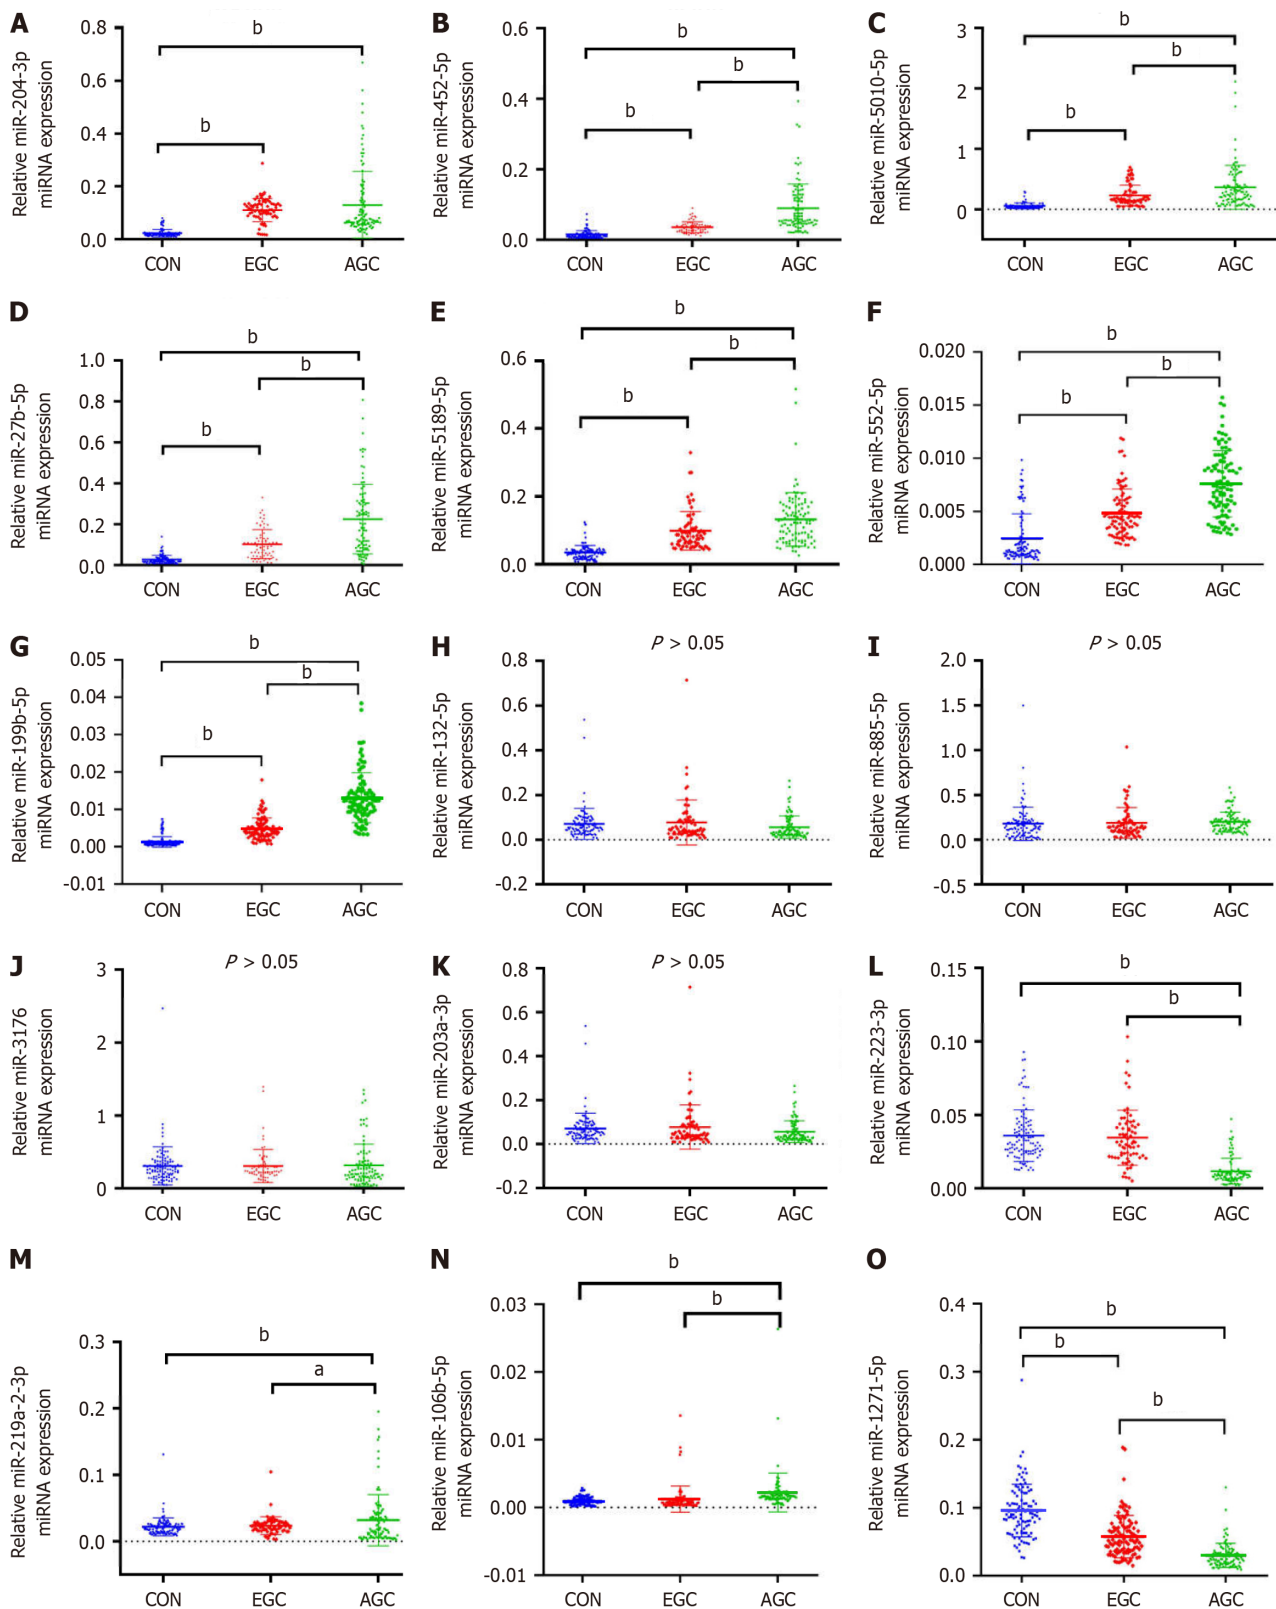 A
Relative miR-204-3p
miRNA expression
0.8
0.6
0.4
0.2
0.0
b
b
CON EGC AGC
B
Relative miR-452-5p
miRNA expression
0.6
0.4
0.2
0.0
b
b
b
CON EGC AGC
C
Relative miR-5010-5p
miRNA expression
3
2
1
0
b
b
b
CON EGC AGC
D
Relative miR-27b-5p
miRNA expression
1.0
0.8
0.6
0.4
0.2
0.0
b
b
b
CON EGC AGC
E
Relative miR-5189-5p
miRNA expression
0.6
0.4
0.2
0.0
b
b
b
CON EGC AGC
F
Relative miR-552-5p
miRNA expression
0.020
0.015
0.010
0.005
0.000
b
b
b
CON EGC AGC
G
Relative miR-199b-5p
miRNA expression
0.05
0.04
0.03
0.02
0.01
0.00
-0.01
b
b
b
CON EGC AGC
H
Relative miR-132-5p
miRNA expression
P > 0.05
0.8
0.6
0.4
0.2
0.0
-0.2
CON EGC AGC
I
Relative miR-885-5p
miRNA expression
P > 0.05
2.0
1.5
1.0
0.5
0.0
-0.5
CON EGC AGC
J
Relative miR-3176
miRNA expression
P > 0.05
3
2
1
0
CON EGC AGC
K
Relative miR-203a-3p
miRNA expression
P > 0.05
0.8
0.6
0.4
0.2
0.0
-0.2
CON EGC AGC
L
Relative miR-223-3p
miRNA expression
0.15
0.10
0.05
0.00
b
b
CON EGC AGC
M
Relative miR-219a-2-3p
miRNA expression
0.3
0.2
0.1
0.0
b
a
CON EGC AGC
N
Relative miR-106b-5p
miRNA expression
0.03
0.02
0.01
0.00
-0.01
b
b
CON EGC AGC
O
Relative miR-1271-5p
miRNA expression
0.4
0.3
0.2
0.1
0.0
b
b
b
CON EGC AGC